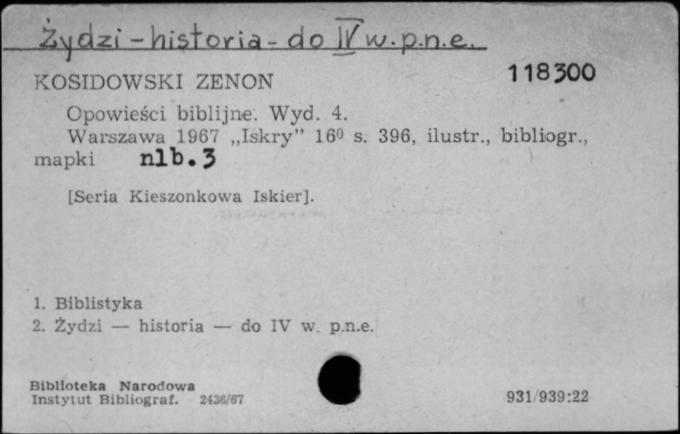 Żydzi - historia - do IV w. p.n.e.
118300
KOSIDOWSKI ZENON
Opowieści biblijne. Wyd. 4.
Warszawa 1967 „Iskry” 16⁰ s. 396, ilustr., bibliogr.,
mapki nlb. 3
[Seria Kieszonkowa Iskier].
1. Biblistyka
2. Żydzi — historia — do IV w. p.n.e.
Biblioteka Narodowa
Instytut Bibliograf. 2436/67
931/939:22